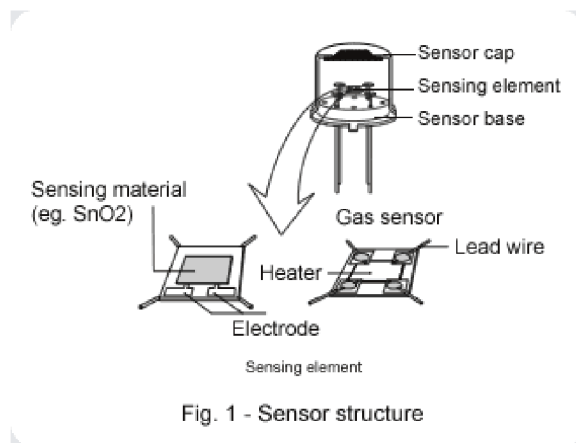 Sensor cap
Sensing element
Sensor base
Sensing material
(eg. SnO2)
Gas sensor
Lead wire
Heater
Electrode
Sensing element
Fig. 1 - Sensor structure